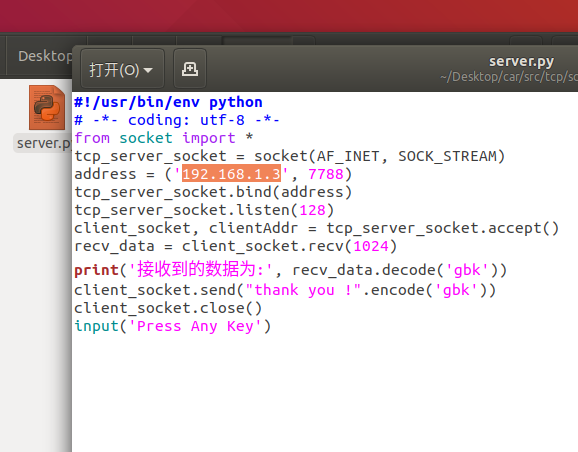 Desktop
打开(O)
server.py
~/Desktop/car/src/tcp/so
server.p
#!/usr/bin/env python
# -*- coding: utf-8 -*-
from socket import *
tcp_server_socket = socket(AF_INET, SOCK_STREAM)
address = ('192.168.1.3', 7788)
tcp_server_socket.bind(address)
tcp_server_socket.listen(128)
client_socket, clientAddr = tcp_server_socket.accept()
recv_data = client_socket.recv(1024)
print('接收到的数据为:', recv_data.decode('gbk'))
client_socket.send("thank you !".encode('gbk'))
client_socket.close()
input('Press Any Key')